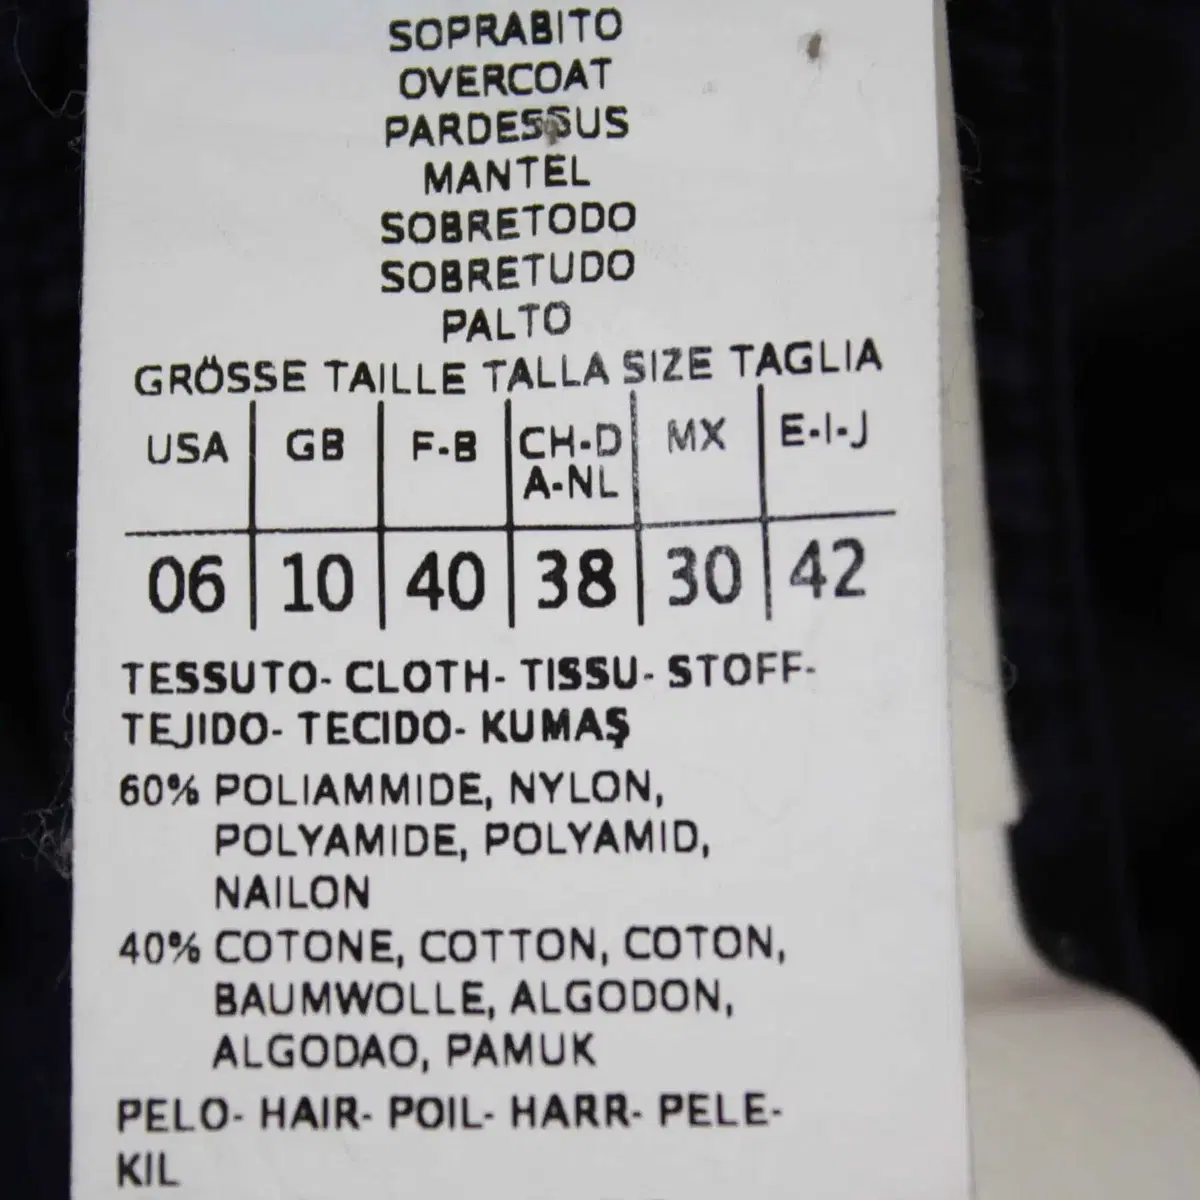 SOPRABITO
OVERCOAT
PARDESSUS
MANTEL
SOBRETODO
SOBRETUDO
PALTO
GRÖSSE TAILLE TALLA SIZE TAGLIA
USA GB F-B CH-D A-NL MX E-I-J
06 10 40 38 30 42
TESSUTO- CLOTH- TISSU- STOFF-
TEJIDO- TECIDO- KUMAŞ
60% POLIAMMIDE, NYLON,
POLYAMIDE, POLYAMID,
NAILON
40% COTONE, COTTON, COTON,
BAUMWOLLE, ALGODON,
ALGODAO, PAMUK
PELO- HAIR- POIL- HARR- PELE-
KIL